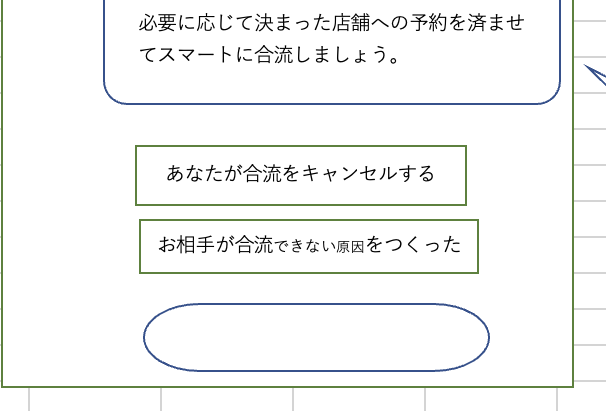 必要に応じて決まった店舗への予約を済ませ
てスマートに合流しましょう。
あなたが合流をキャンセルする
お相手が合流できない原因をつくった